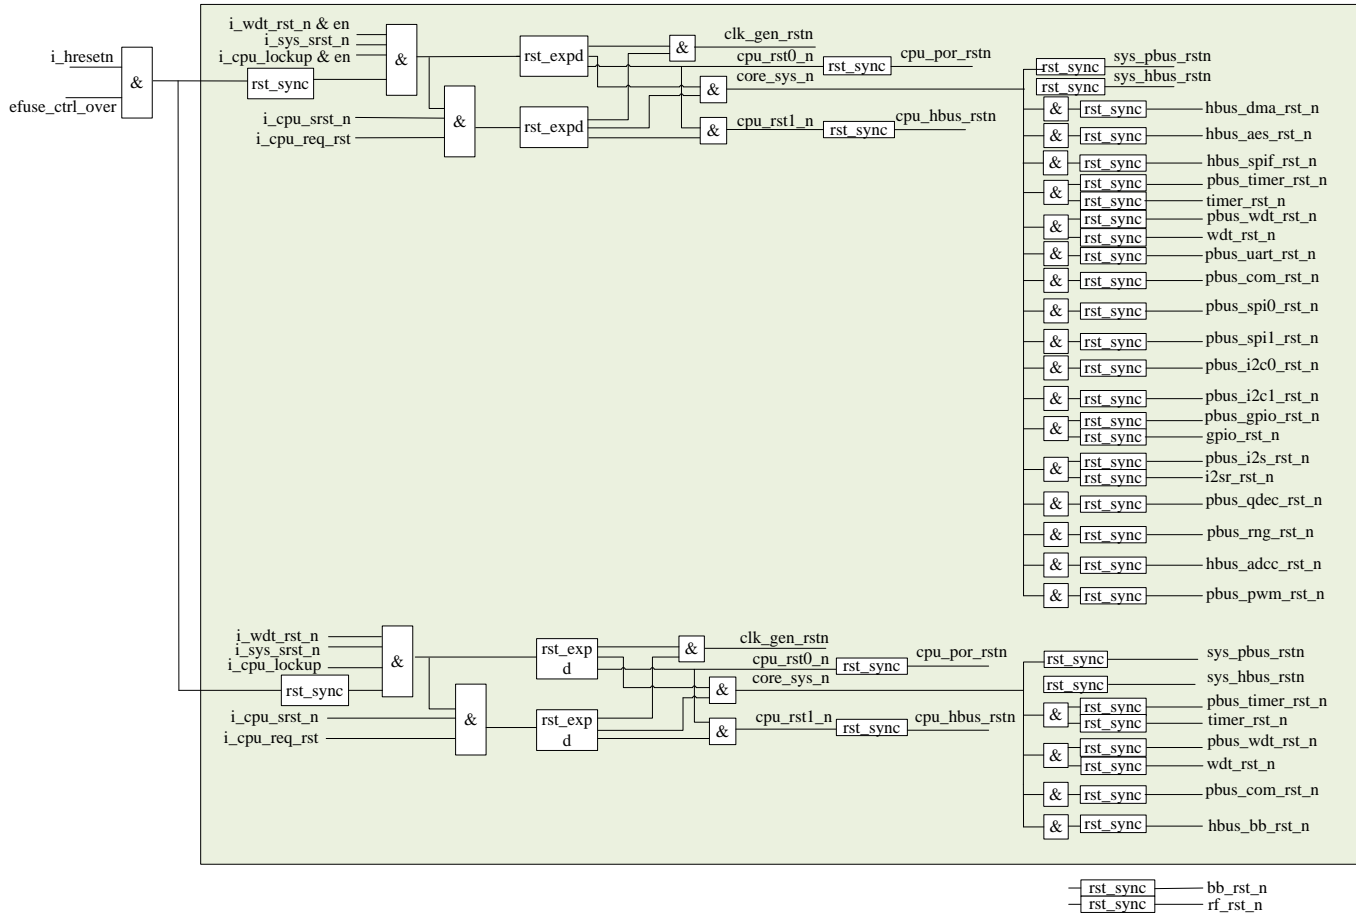 i_hresetn
efuse_ctrl_over
&
i_wdt_rst_n & en
i_sys_srst_n
i_cpu_lockup & en
rst_sync
&
i_cpu_srst_n
i_cpu_req_rst
&
rst_expd
rst_expd
&
&
&
clk_gen_rstn
cpu_rst0_n
rst_sync
cpu_por_rstn
core_sys_n
cpu_rst1_n
rst_sync
cpu_hbus_rstn
rst_sync sys_pbus_rstn
rst_sync sys_hbus_rstn
& rst_sync hbus_dma_rst_n
& rst_sync hbus_aes_rst_n
& rst_sync hbus_spif_rst_n
& rst_sync pbus_timer_rst_n
rst_sync timer_rst_n
& rst_sync pbus_wdt_rst_n
rst_sync wdt_rst_n
& rst_sync pbus_uart_rst_n
& rst_sync pbus_com_rst_n
& rst_sync pbus_spi0_rst_n
& rst_sync pbus_spi1_rst_n
& rst_sync pbus_i2c0_rst_n
& rst_sync pbus_i2c1_rst_n
& rst_sync pbus_gpio_rst_n
rst_sync gpio_rst_n
& rst_sync pbus_i2s_rst_n
rst_sync i2sr_rst_n
& rst_sync pbus_qdec_rst_n
& rst_sync pbus_rng_rst_n
& rst_sync hbus_adcc_rst_n
& rst_sync pbus_pwm_rst_n
i_wdt_rst_n
i_sys_srst_n
i_cpu_lockup
rst_sync
&
i_cpu_srst_n
i_cpu_req_rst
&
rst_exp
d
rst_exp
d
&
&
&
clk_gen_rstn
cpu_rst0_n
rst_sync
cpu_por_rstn
core_sys_n
cpu_rst1_n
rst_sync
cpu_hbus_rstn
rst_sync sys_pbus_rstn
rst_sync sys_hbus_rstn
& rst_sync pbus_timer_rst_n
rst_sync timer_rst_n
& rst_sync pbus_wdt_rst_n
rst_sync wdt_rst_n
& rst_sync pbus_com_rst_n
& rst_sync hbus_bb_rst_n
rst_sync bb_rst_n
rst_sync rf_rst_n